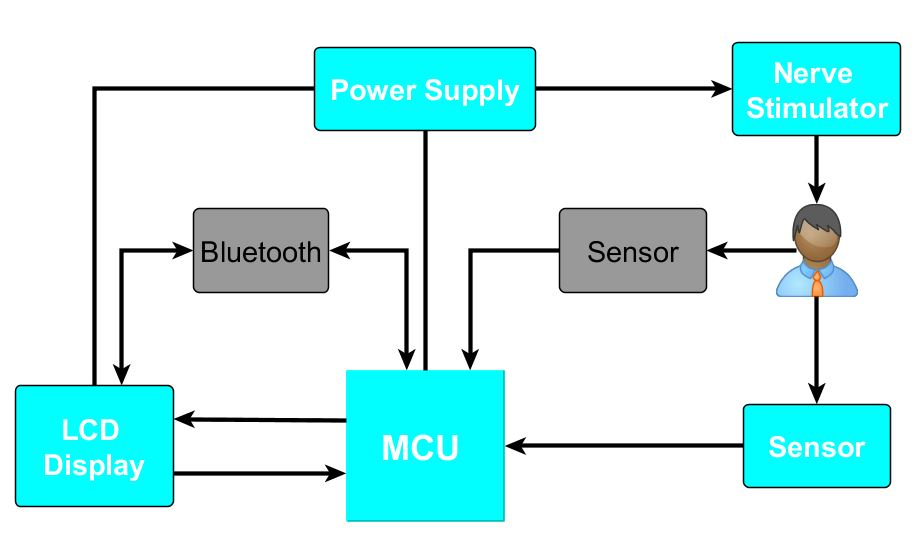 Power Supply
Nerve
Stimulator
Bluetooth
Sensor
LCD
Display
MCU
Sensor